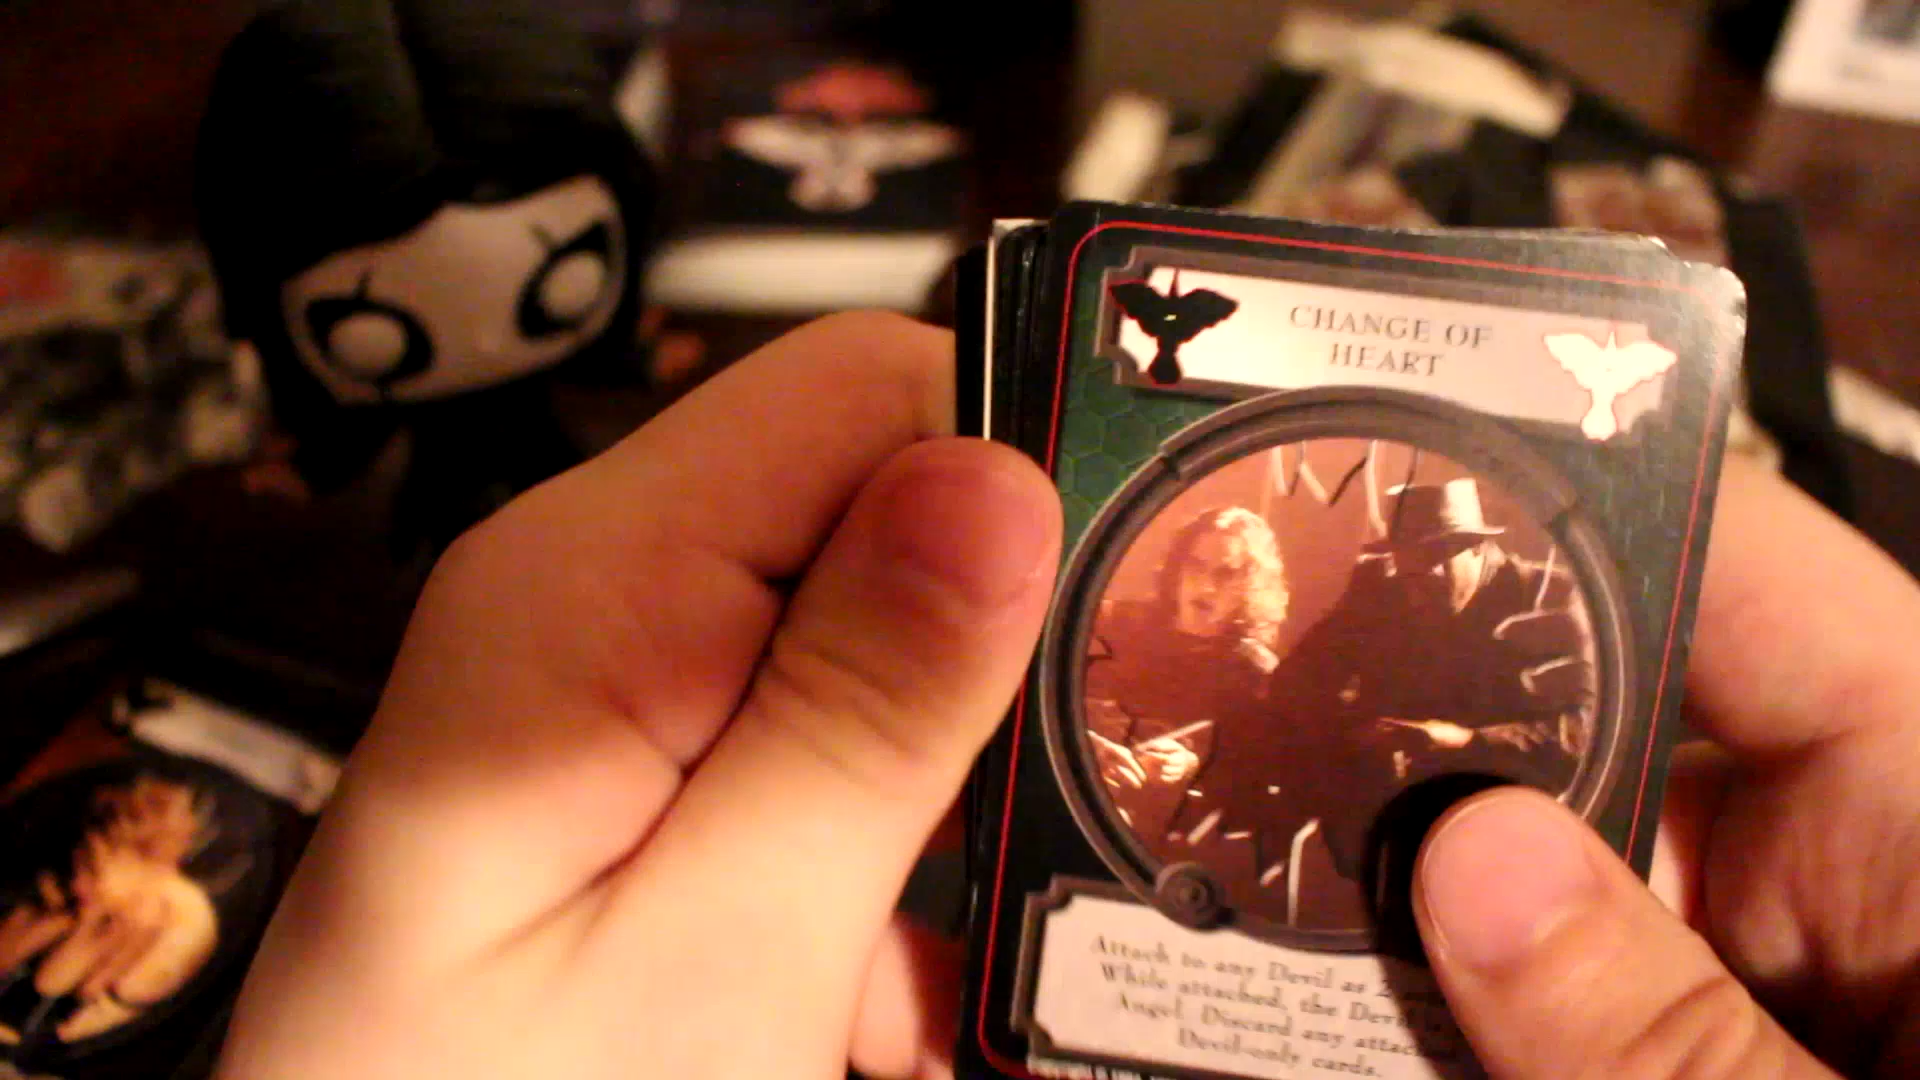 CHANGE OF
HEART
Attach to any Devil as 2
While attached, the Devil
Angel. Discard any attac
Devil-only cards.